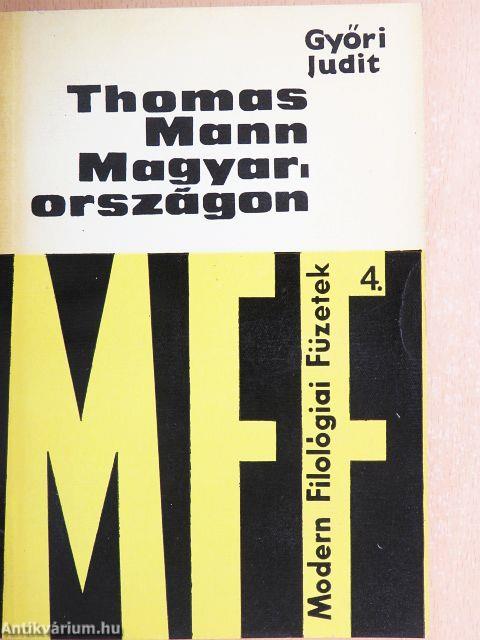 Győri
Judit
Thomas
Mann
Magyar-
országon
MFF
Modern Filológiai Füzetek 4.
Antikvárium.hu